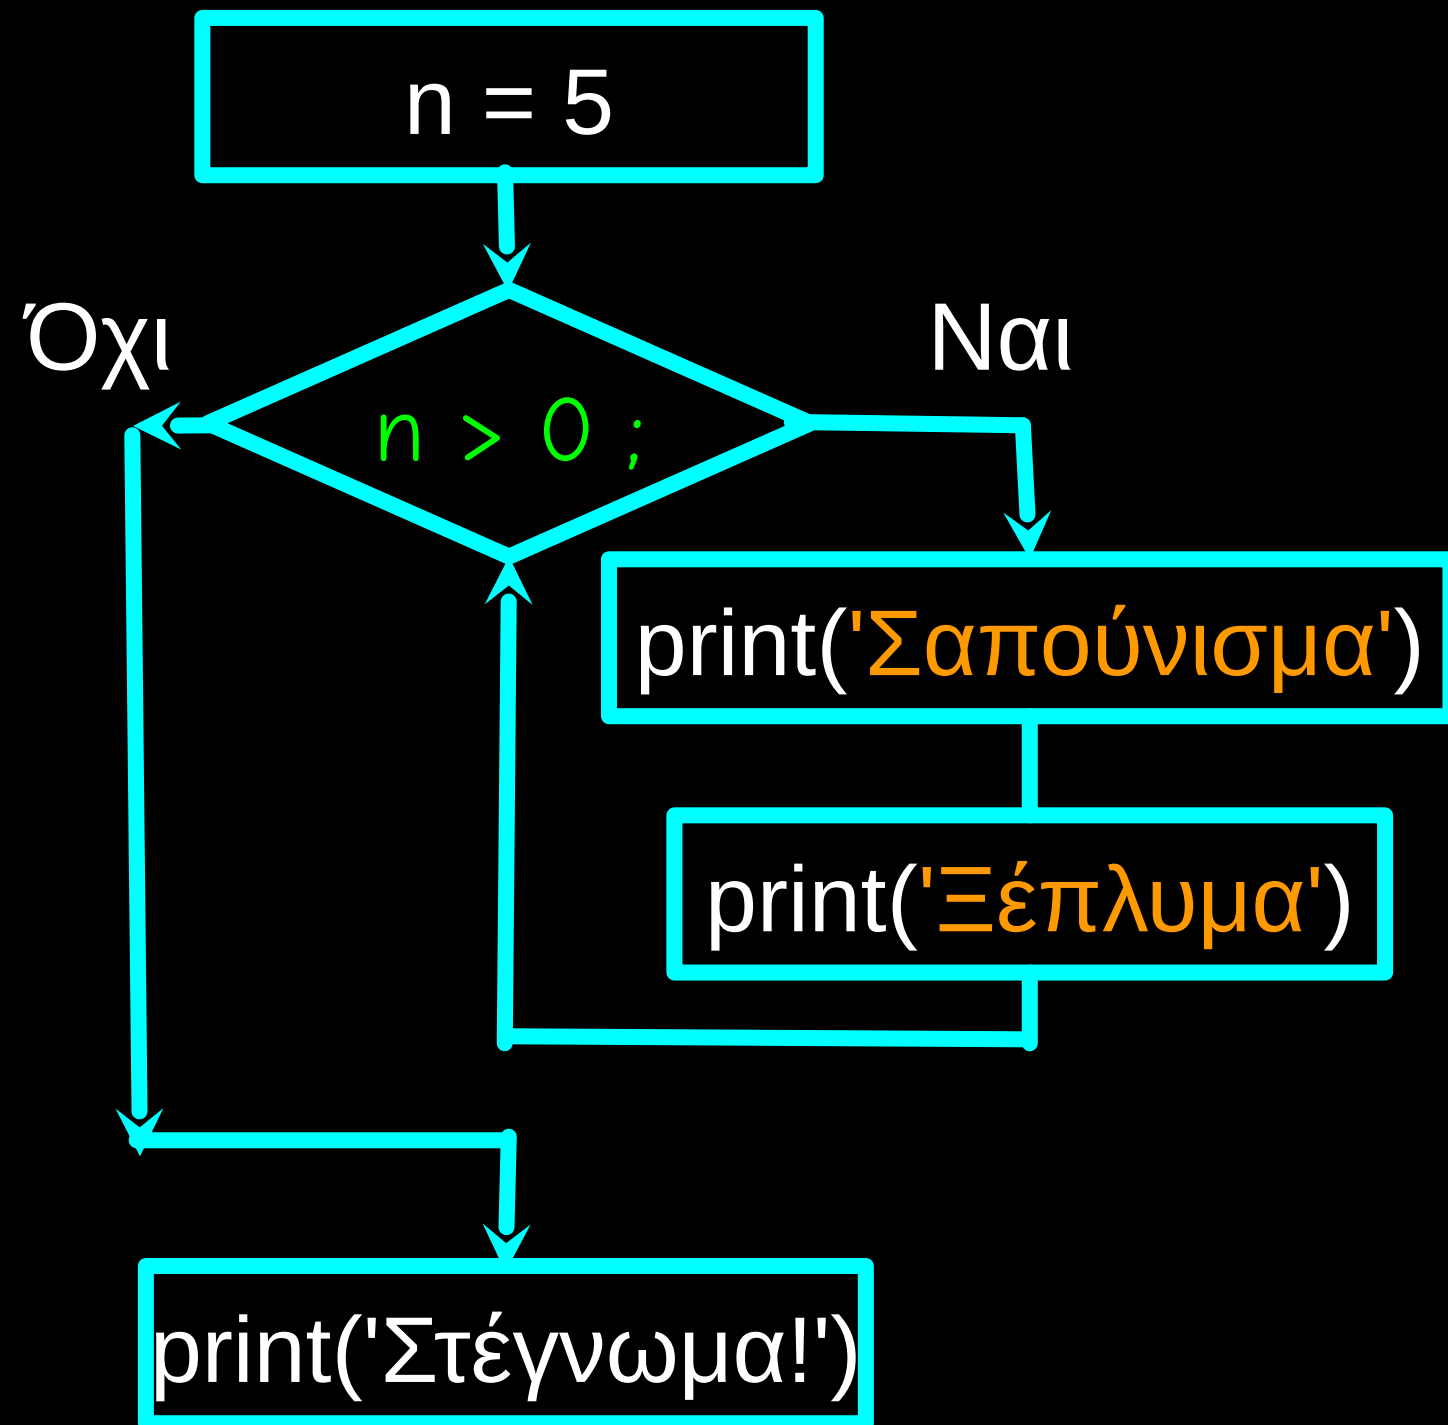 n = 5
Όχι
Ναι
n > 0 ;
print('Σαπούνισμα')
print('Ξέπλυμα')
print('Στέγνωμα!')